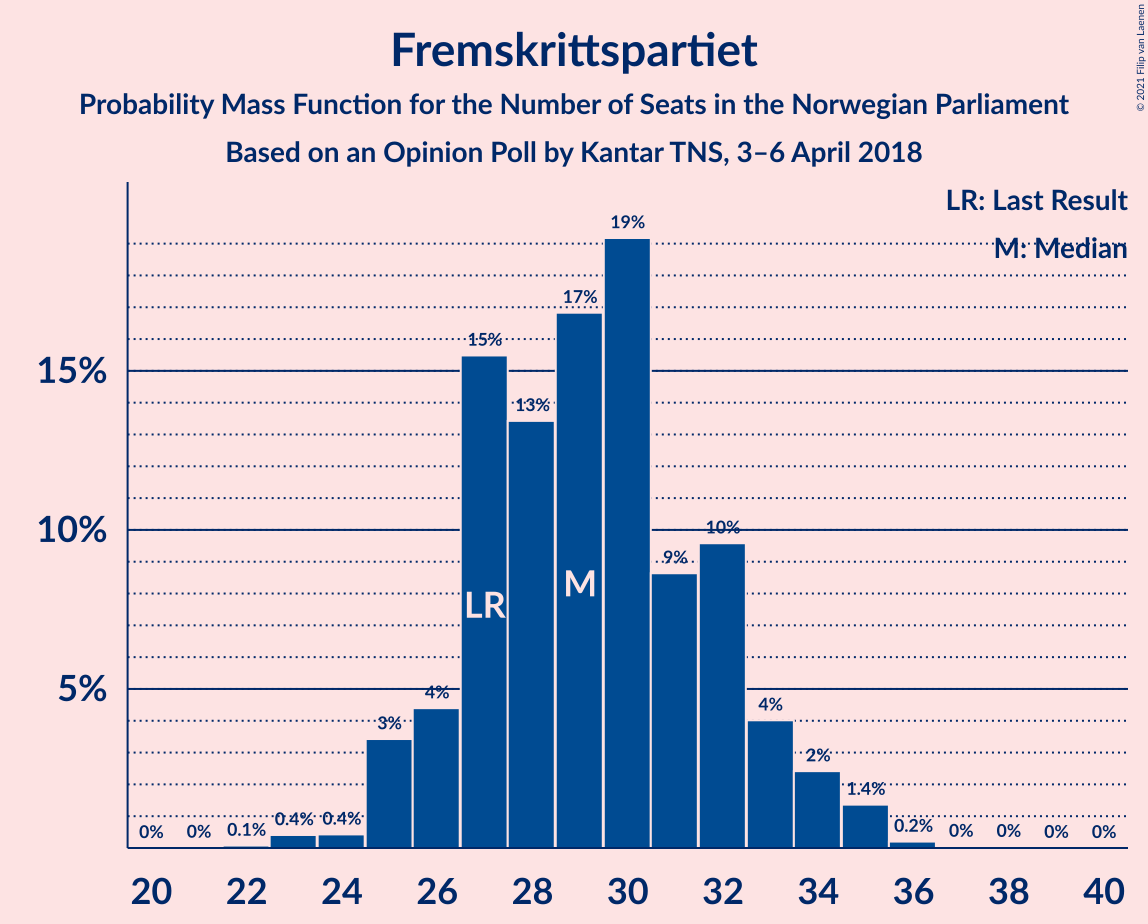 Fremskrittspartiet
Probability Mass Function for the Number of Seats in the Norwegian Parliament
Based on an Opinion Poll by Kantar TNS, 3–6 April 2018
© 2021 Filip van Laenen
LR: Last Result
M: Median
15%
10%
5%
0% 0% 0.1% 0.4% 0.4% 3% 4% 15% 13% 17% 19% 9% 10% 4% 2% 1.4% 0.2% 0% 0% 0% 0%
LR M
20 22 24 26 28 30 32 34 36 38 40